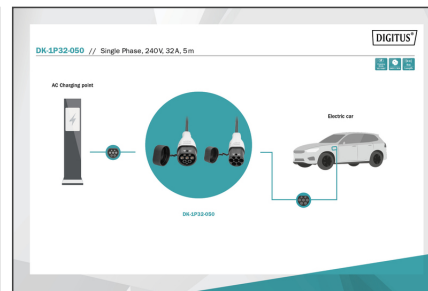 DIGITUS®
DK-1P32-050 // Single Phase, 240V, 32A, 5m
AC Charging point
Electric car
DK-1P32-050